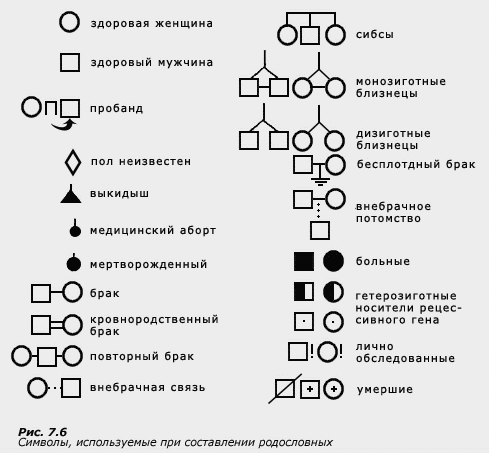 здоровая женщина
здоровый мужчина
пробанд
пол неизвестен
выкидыш
медицинский аборт
мертворожденный
брак
кровнородственный
брак
повторный брак
внебрачная связь
сибсы
монозиготные
близнецы
дизиготные
близнецы
бесплотдный брак
внебрачное
потомство
больные
гетерозиготные
носители рецес-
сивного гена
лично
обследованные
умершие
Рис. 7.6
Символы, используемые при составлении родословных